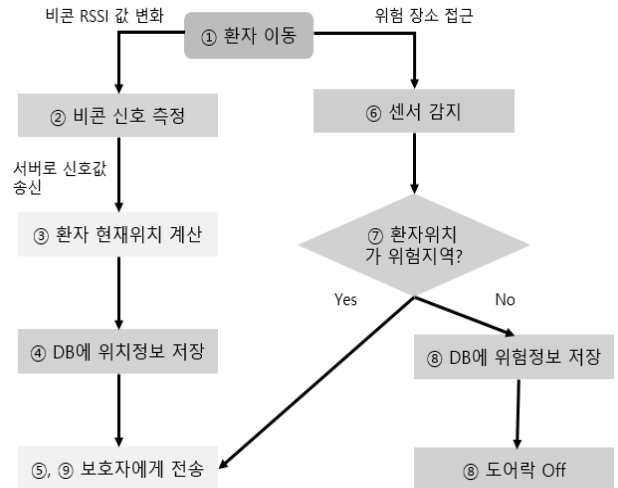 비콘 RSSI 값 변화
위험 장소 접근
① 환자 이동
② 비콘 신호 측정
⑥ 센서 감지
서버로 신호값
송신
③ 환자 현재위치 계산
⑦ 환자위치
가 위험지역?
Yes
No
④ DB에 위치정보 저장
⑧ DB에 위험정보 저장
⑤, ⑨ 보호자에게 전송
⑧ 도어락 Off